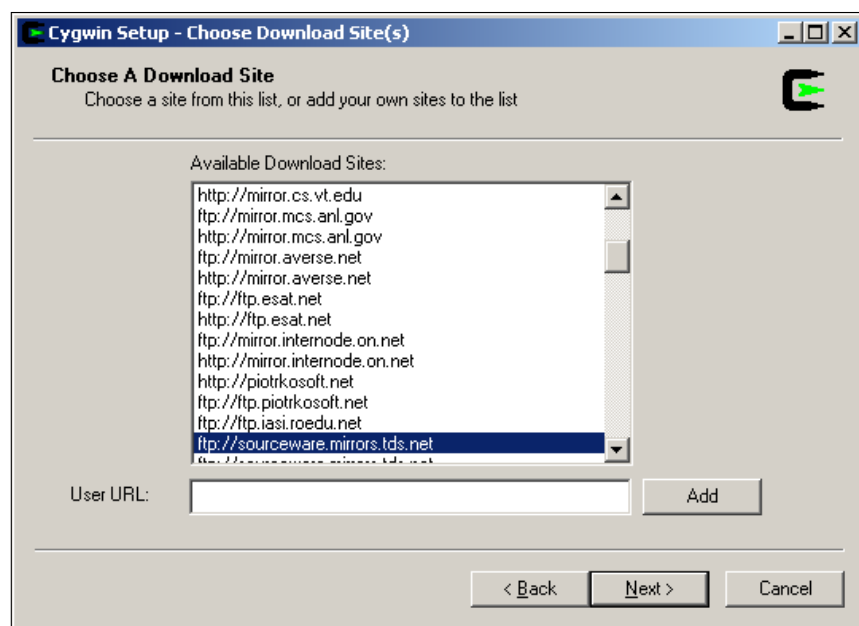 Cygwin Setup - Choose Download Site(s)
Choose A Download Site
Choose a site from this list, or add your own sites to the list
Available Download Sites:
http://mirror.cs.vt.edu
ftp://mirror.mcs.anl.gov
http://mirror.mcs.anl.gov
ftp://mirror.averse.net
http://mirror.averse.net
ftp://ftp.esat.net
http://ftp.esat.net
ftp://mirror.internode.on.net
http://mirror.internode.on.net
http://piotrkosoft.net
ftp://ftp.piotrkosoft.net
ftp://ftp.iasi.roedu.net
ftp://sourceware.mirrors.tds.net
User URL:
Add
< Back
Next >
Cancel